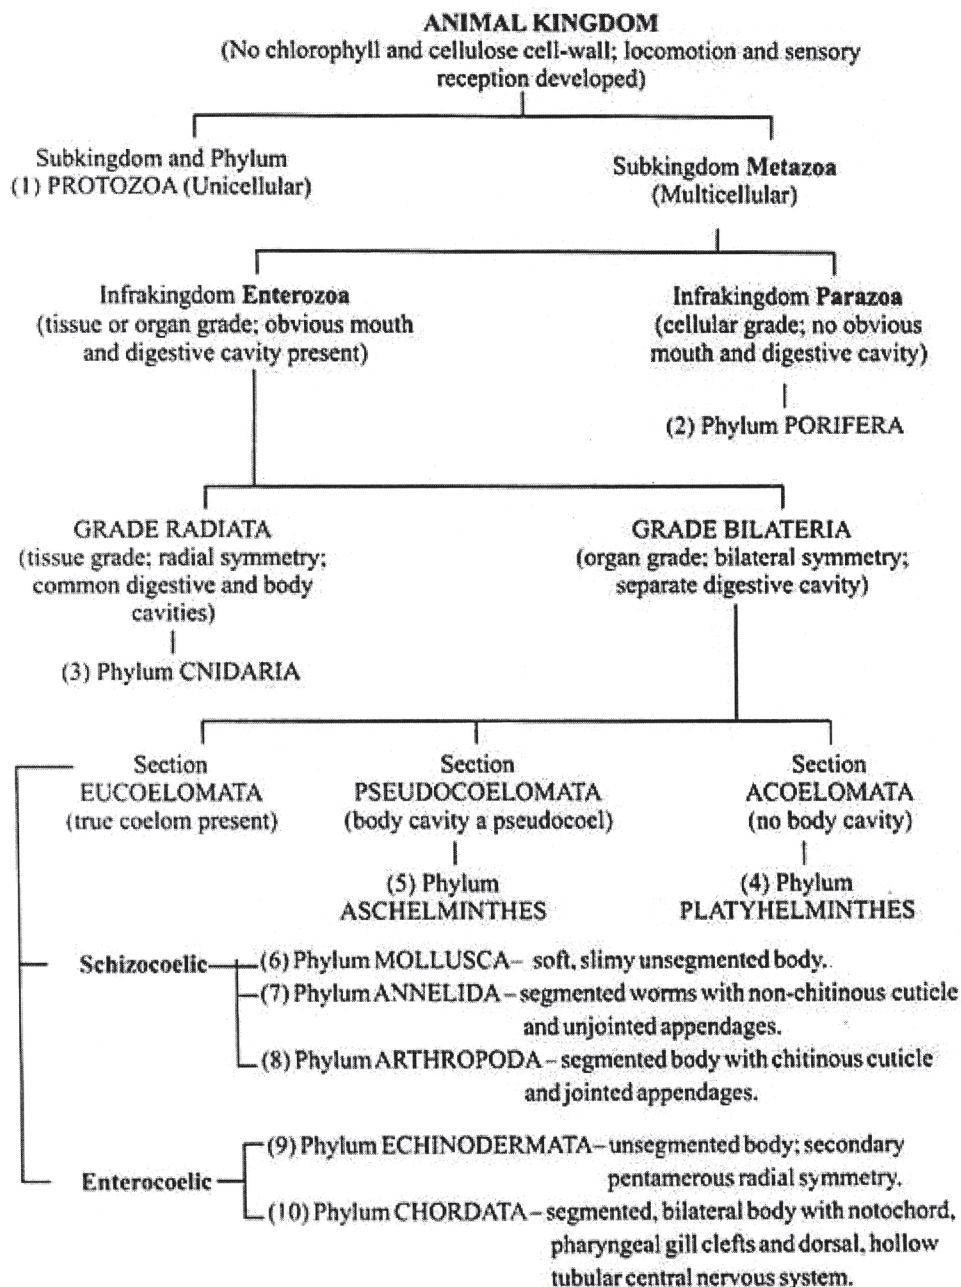 ANIMAL KINGDOM
(No chlorophyll and cellulose cell-wall; locomotion and sensory
reception developed)
Subkingdom and Phylum
(1) PROTOZOA (Unicellular)
Subkingdom Metazoa
(Multicellular)
Infrakingdom Enterozoa
(tissue or organ grade; obvious mouth
and digestive cavity present)
Infrakingdom Parazoa
(cellular grade; no obvious
mouth and digestive cavity)
(2) Phylum PORIFERA
GRADE RADIATA
(tissue grade; radial symmetry;
common digestive and body
cavities)
(3) Phylum CNIDARIA
GRADE BILATERIA
(organ grade; bilateral symmetry;
separate digestive cavity)
Section
EUCOELOMATA
(true coelom present)
Section
PSEUDOCOELOMATA
(body cavity a pseudocoel)
(5) Phylum
ASCHELMINTHES
Section
ACOELOMATA
(no body cavity)
(4) Phylum
PLATYHELMINTHES
Schizocoelic
(6) Phylum MOLLUSCA– soft, slimy unsegmented body.
(7) Phylum ANNELIDA – segmented worms with non-chitinous cuticle
and unjointed appendages.
(8) Phylum ARTHROPODA – segmented body with chitinous cuticle
and jointed appendages.
Enterocoelic
(9) Phylum ECHINODERMATA–unsegmented body; secondary
pentamerous radial symmetry.
(10) Phylum CHORDATA–segmented, bilateral body with notochord,
pharyngeal gill clefts and dorsal, hollow
tubular central nervous system.